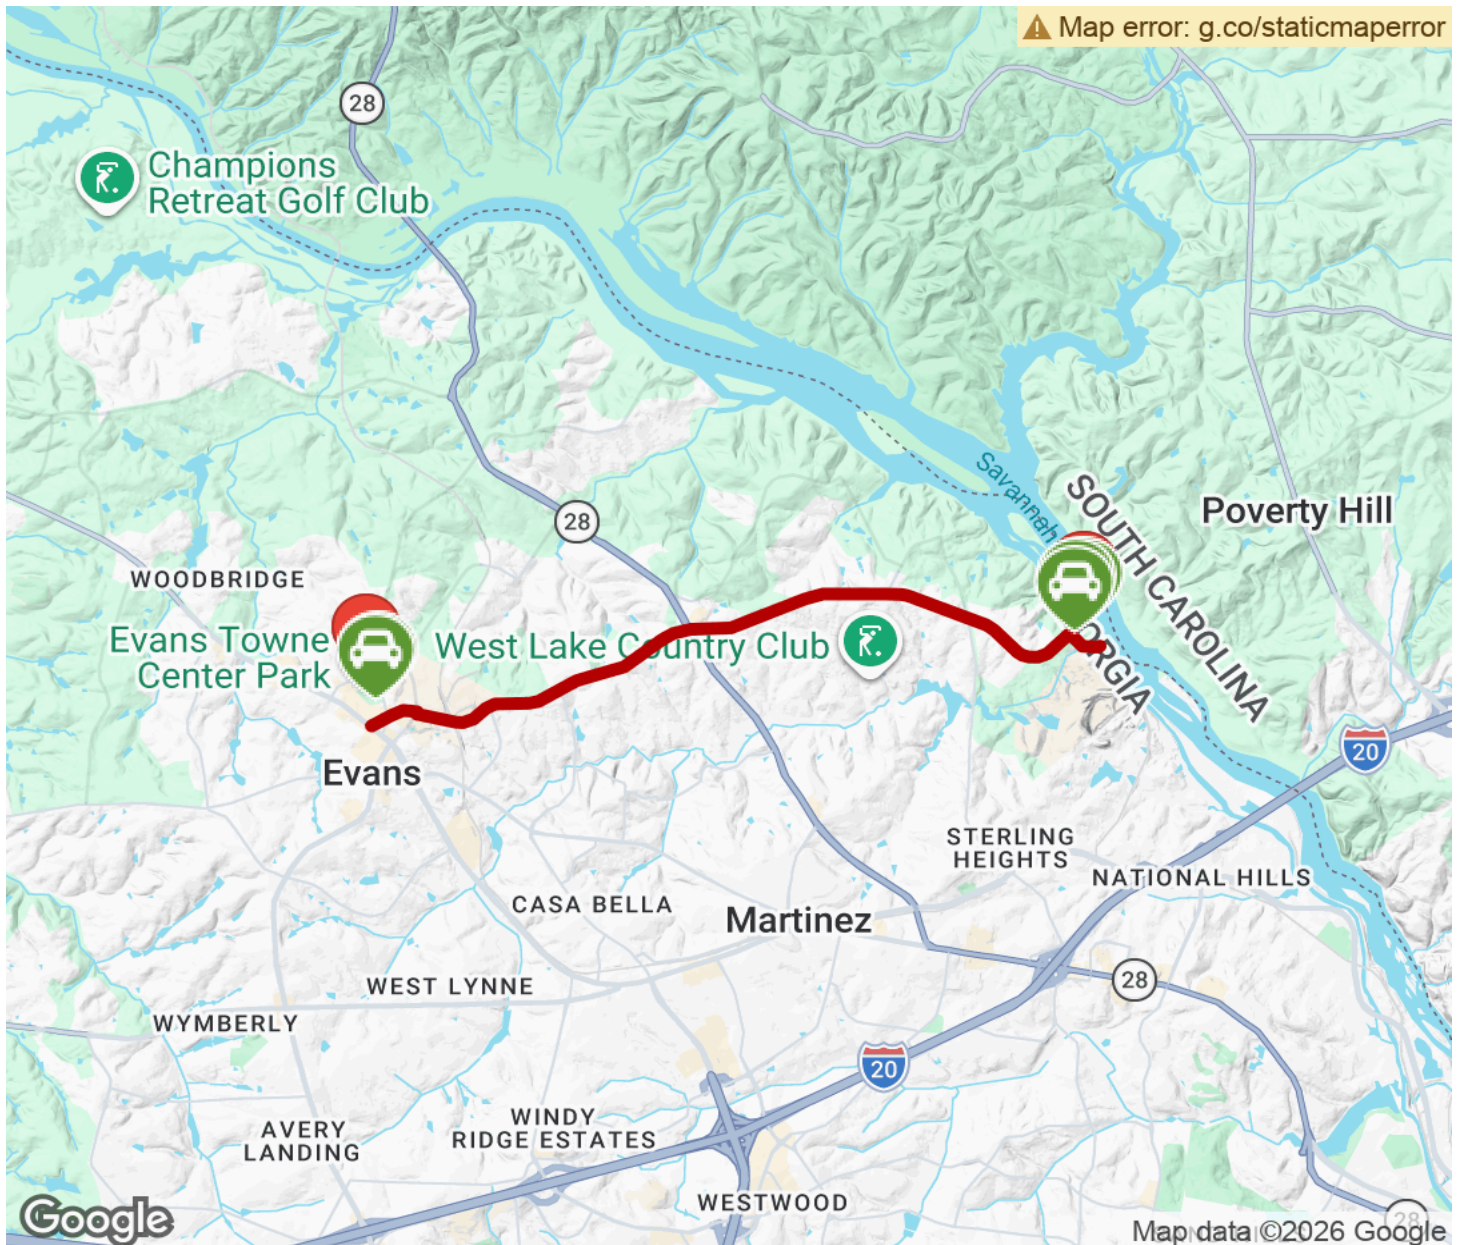 Map error: g.co/staticmaperror
28
Champions
Retreat Golf Club
Savannah
SOUTH CAROLINA
Poverty Hill
28
WOODBRIDGE
Evans Towne
Center Park
West Lake Country Club
ORGIA
20
Evans
STERLING
HEIGHTS
NATIONAL HILLS
CASA BELLA
Martinez
28
WEST LYNNE
WYMBERLY
20
AVERY
LANDING
WINDY
RIDGE ESTATES
WESTWOOD
28
Google
Map data ©2026 Google